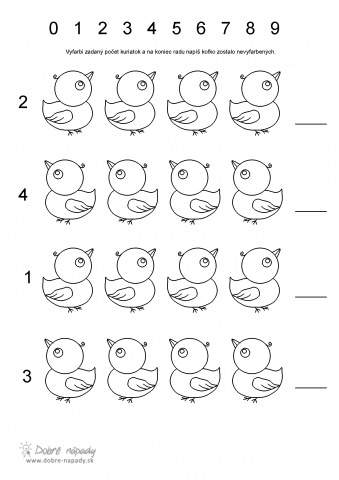 0 1 2 3 4 5 6 7 8 9
Vyfarbi zadaný počet kuriatok a na koniec radu napíš koľko zostalo nevyfarbených.
2
4
1
3
Dobré nápady
www.dobre-napady.sk